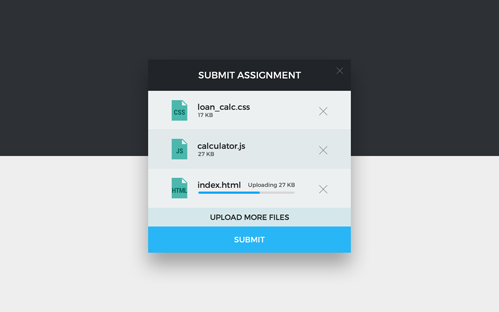 SUBMIT ASSIGNMENT
CSS
loan_calc.css
17 KB
JS
calculator.js
27 KB
HTML
index.html Uploading 27 KB
UPLOAD MORE FILES
SUBMIT